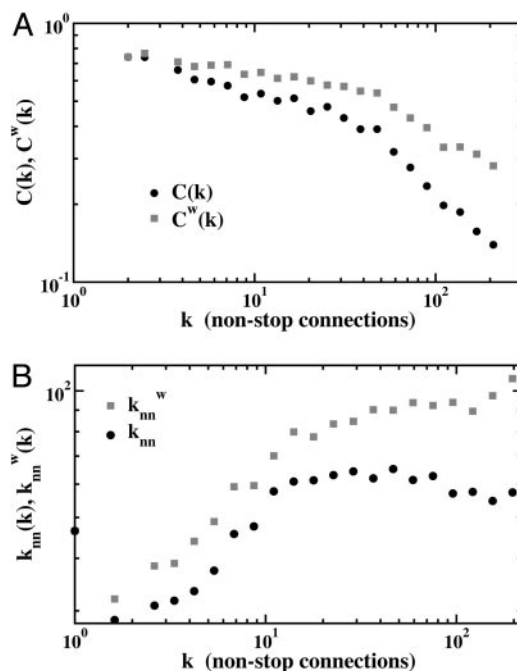 A
10^0
C(k), C^w(k)
C(k)
C^w(k)
10^-1
10^0
10^1
10^2
k (non-stop connections)
B
10^2
k_nn(k), k_nn^w(k)
k_nn^w
k_nn
10^0
10^1
10^2
k (non-stop connections)